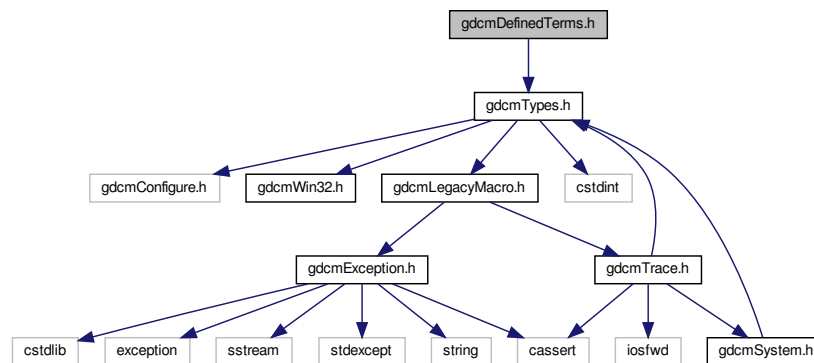 gdcmDefinedTerms.h
gdcmTypes.h
gdcmConfigure.h
gdcmWin32.h
gdcmLegacyMacro.h
cstdint
gdcmException.h
gdcmTrace.h
cstdlib
exception
sstream
stdexcept
string
cassert
iosfwd
gdcmSystem.h